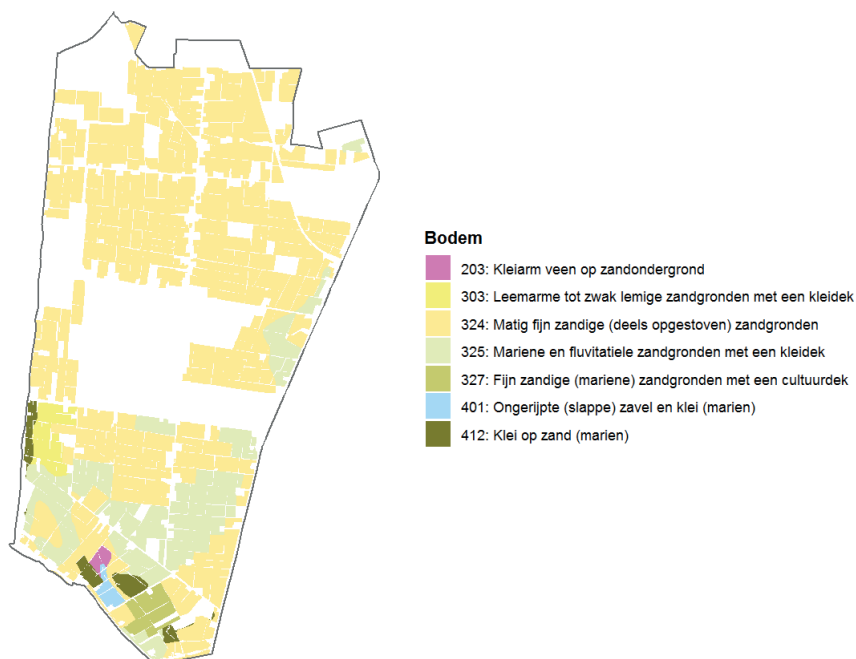 Bodem
203: Kleiarm veen op zandondergrond
303: Leemarme tot zwak lemige zandgronden met een kleidek
324: Matig fijn zandige (deels opgestoven) zandgronden
325: Mariene en fluvitatiele zandgronden met een kleidek
327: Fijn zandige (mariene) zandgronden met een cultuurdek
401: Ongerijpte (slappe) zavel en klei (marien)
412: Klei op zand (marien)